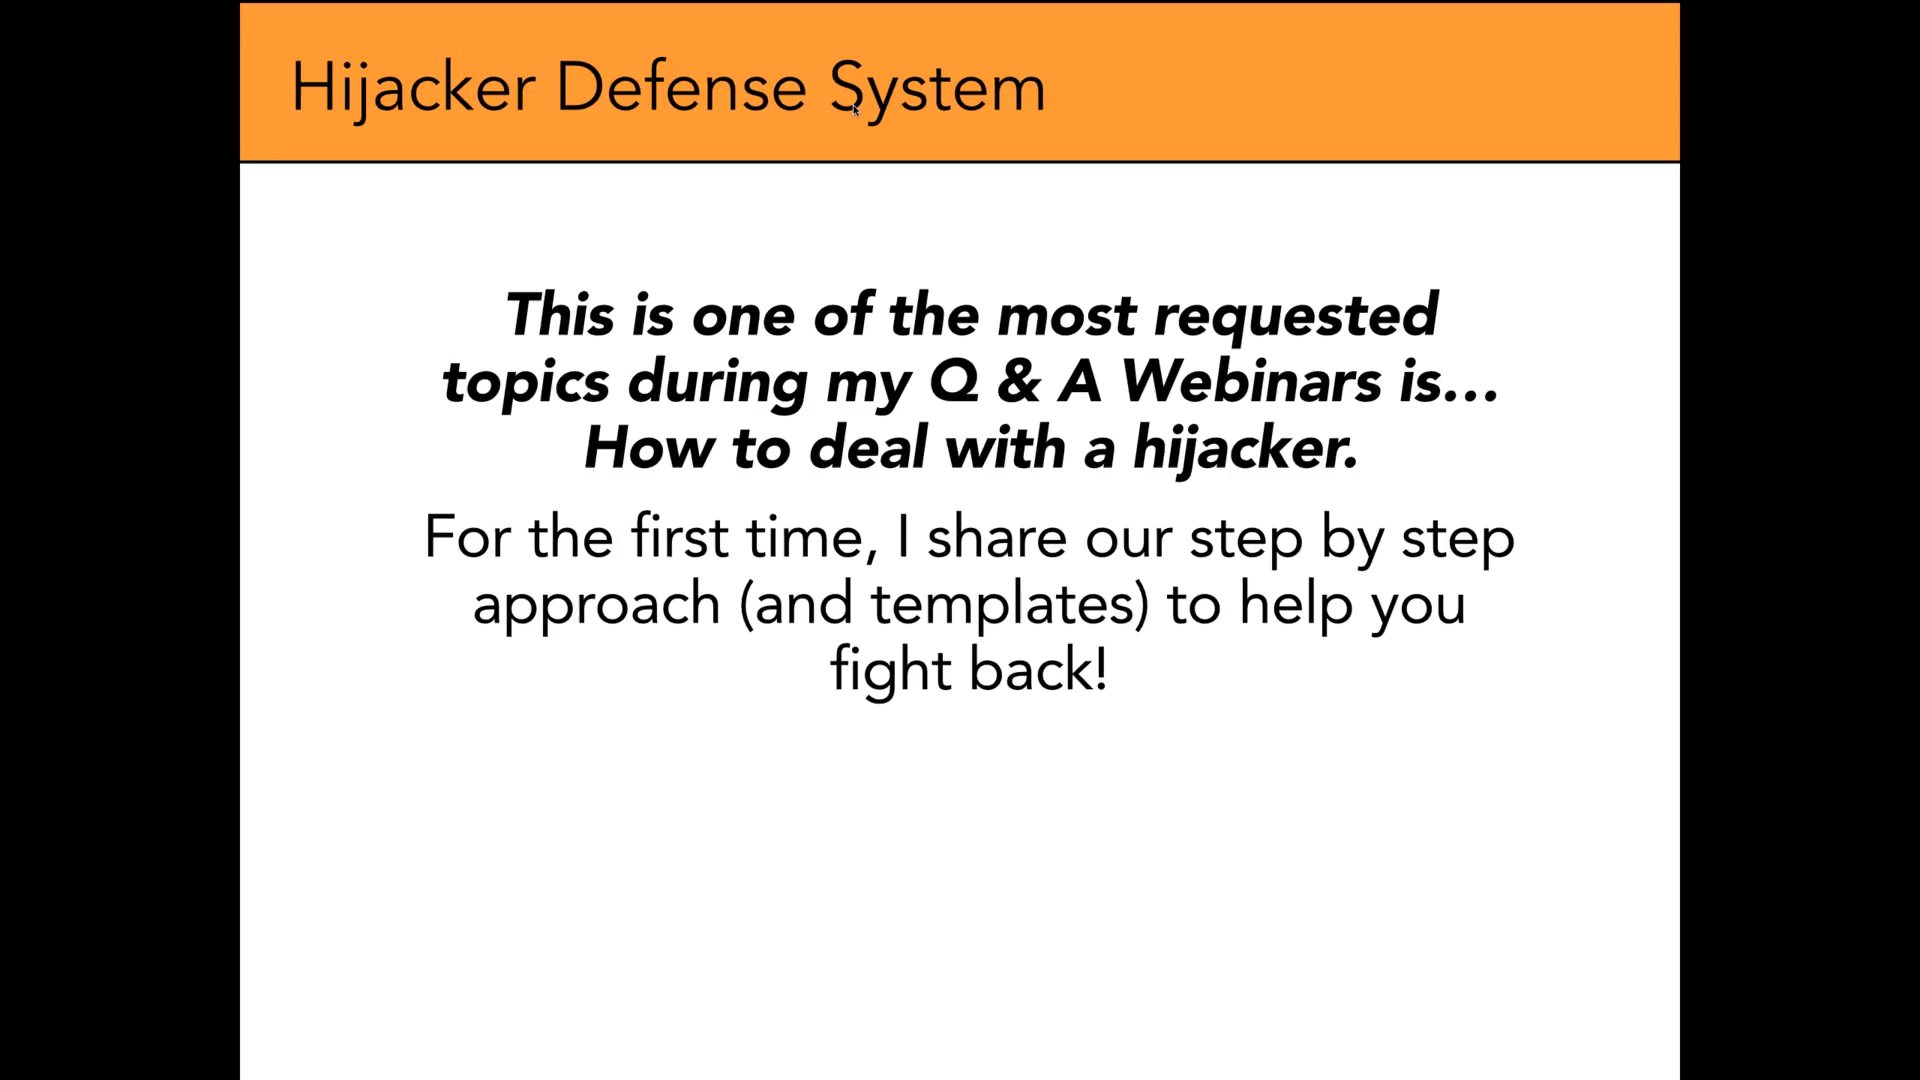 Hijacker Defense System
This is one of the most requested
topics during my Q & A Webinars is...
How to deal with a hijacker.
For the first time, I share our step by step
approach (and templates) to help you
fight back!